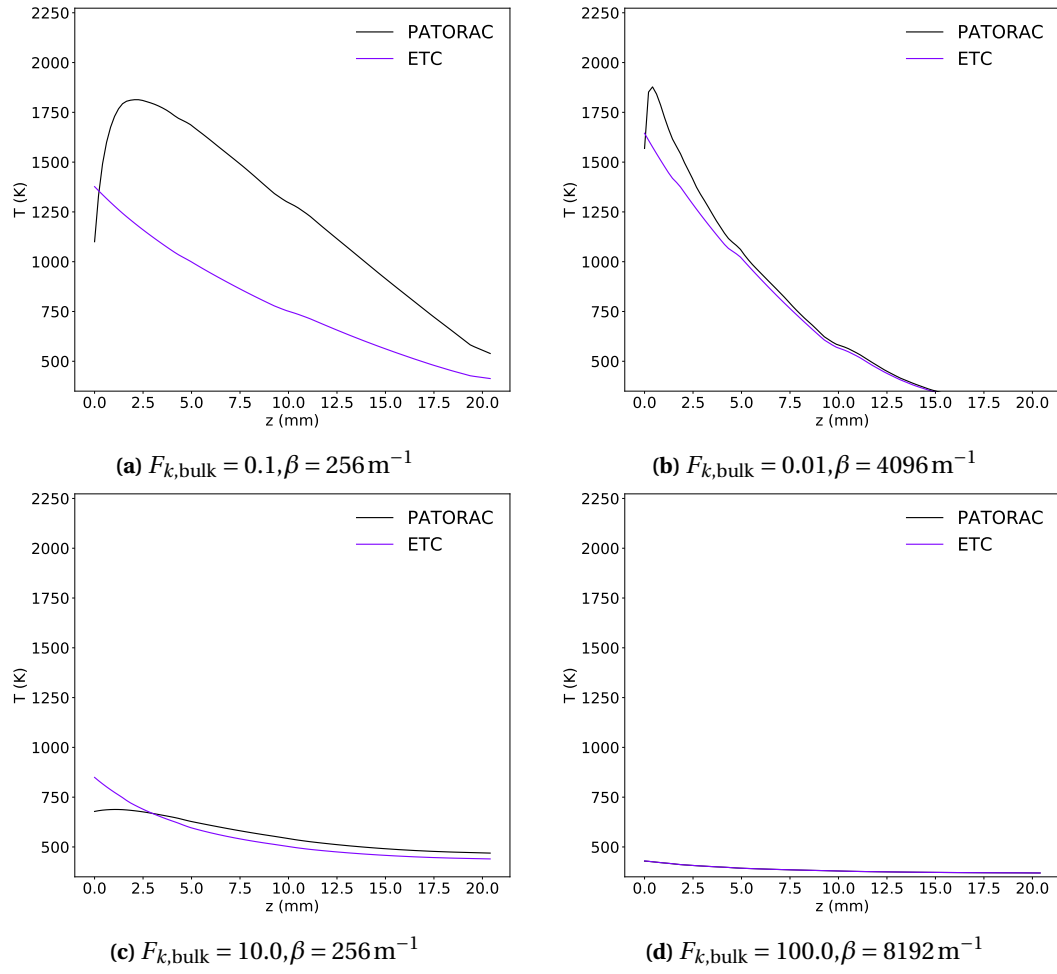 PATORAC
ETC
T (K)
2250
2000
1750
1500
1250
1000
750
500
0.0 2.5 5.0 7.5 10.0 12.5 15.0 17.5 20.0
z (mm)
(a) F_{k,bulk} = 0.1, β = 256 m⁻¹
PATORAC
ETC
T (K)
2250
2000
1750
1500
1250
1000
750
500
0.0 2.5 5.0 7.5 10.0 12.5 15.0 17.5 20.0
z (mm)
(b) F_{k,bulk} = 0.01, β = 4096 m⁻¹
PATORAC
ETC
T (K)
2250
2000
1750
1500
1250
1000
750
500
0.0 2.5 5.0 7.5 10.0 12.5 15.0 17.5 20.0
z (mm)
(c) F_{k,bulk} = 10.0, β = 256 m⁻¹
PATORAC
ETC
T (K)
2250
2000
1750
1500
1250
1000
750
500
0.0 2.5 5.0 7.5 10.0 12.5 15.0 17.5 20.0
z (mm)
(d) F_{k,bulk} = 100.0, β = 8192 m⁻¹